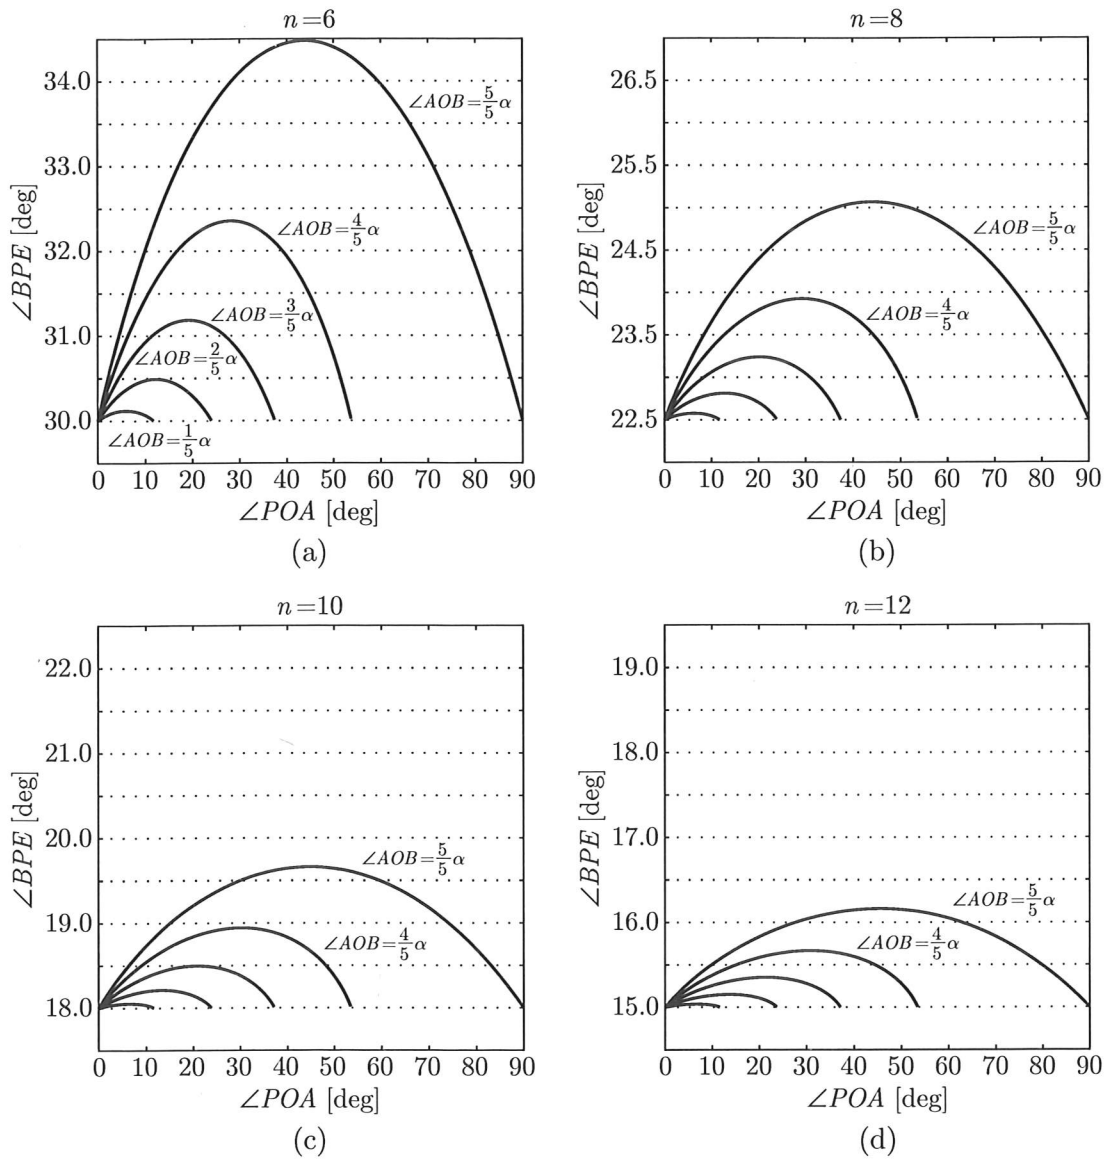 n=6
∠BPE [deg]
34.0
33.0
32.0
31.0
30.0
∠AOB=5/5α
∠AOB=4/5α
∠AOB=3/5α
∠AOB=2/5α
∠AOB=1/5α
0 10 20 30 40 50 60 70 80 90
∠POA [deg]
(a)
n=8
∠BPE [deg]
26.5
25.5
24.5
23.5
22.5
∠AOB=5/5α
∠AOB=4/5α
0 10 20 30 40 50 60 70 80 90
∠POA [deg]
(b)
n=10
∠BPE [deg]
22.0
21.0
20.0
19.0
18.0
∠AOB=5/5α
∠AOB=4/5α
0 10 20 30 40 50 60 70 80 90
∠POA [deg]
(c)
n=12
∠BPE [deg]
19.0
18.0
17.0
16.0
15.0
∠AOB=5/5α
∠AOB=4/5α
0 10 20 30 40 50 60 70 80 90
∠POA [deg]
(d)